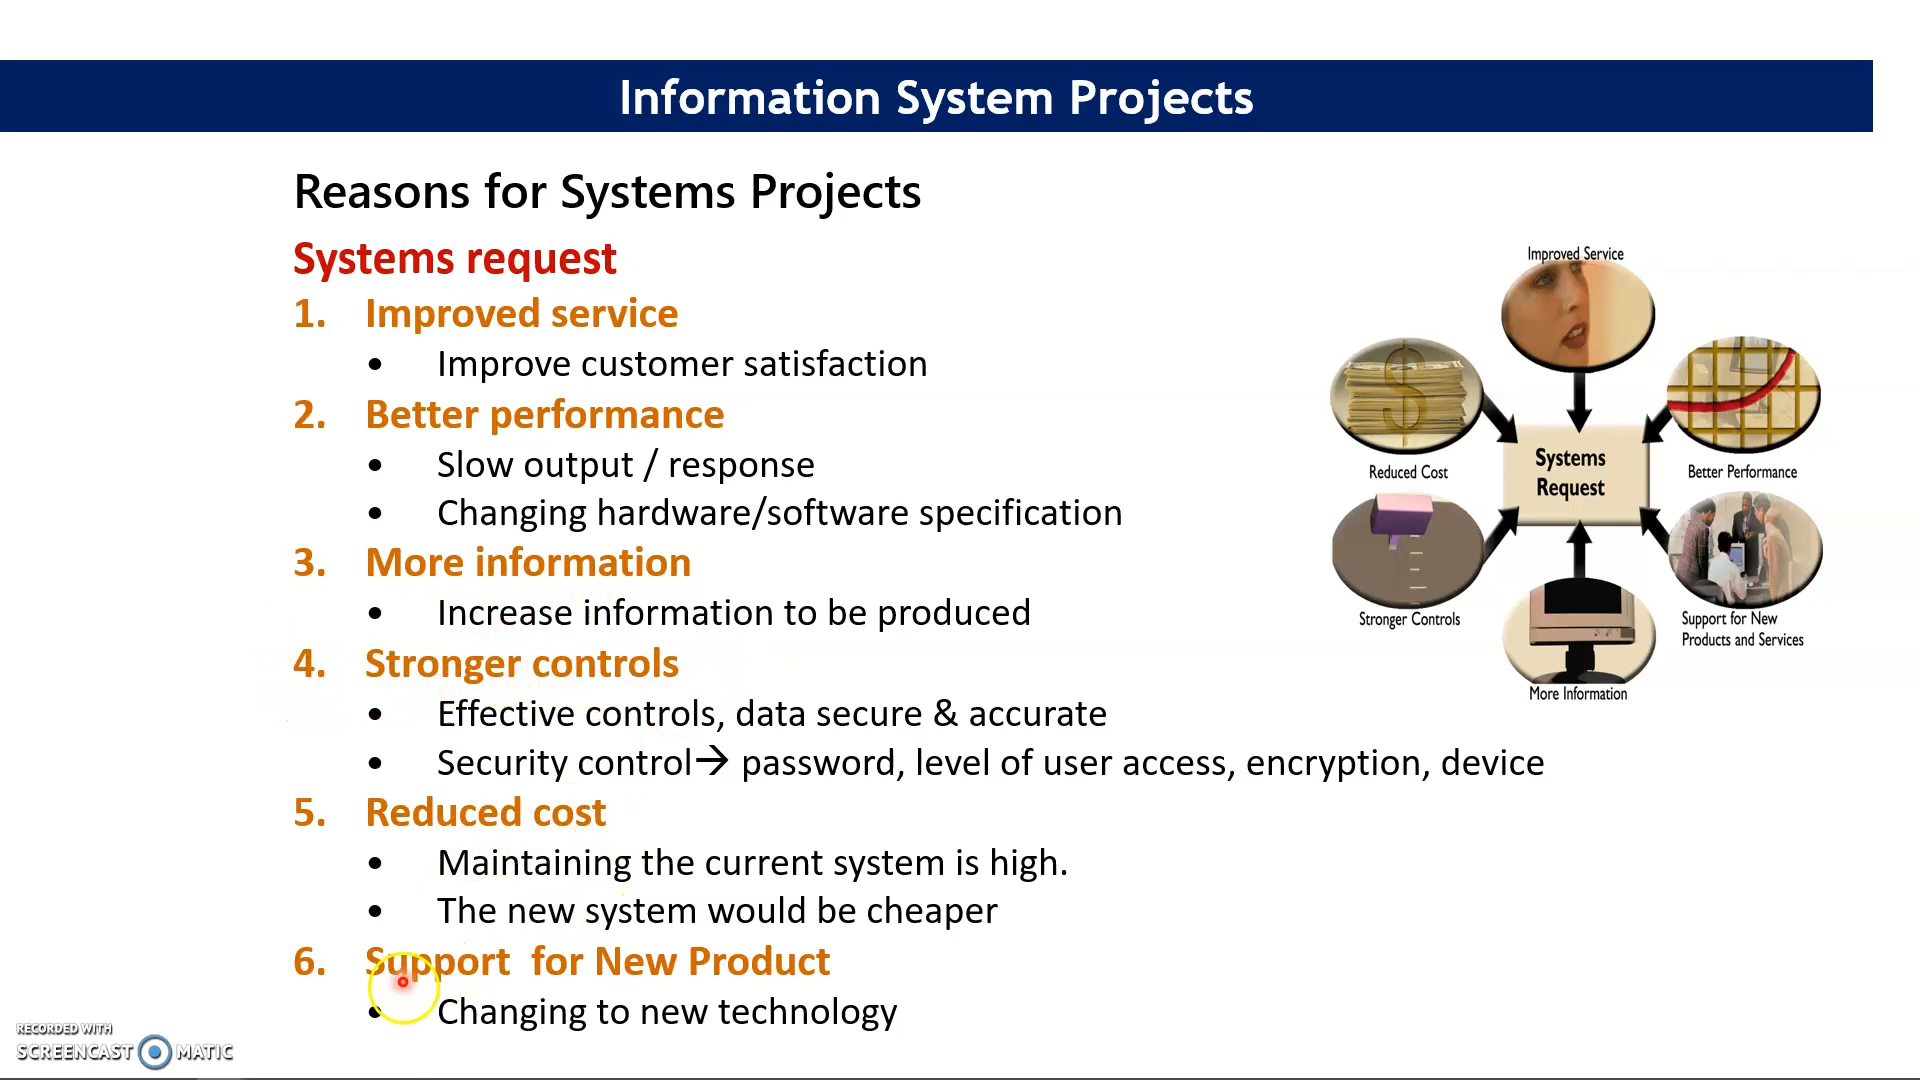 Information System Projects
Reasons for Systems Projects
Systems request
1. Improved service
• Improve customer satisfaction
2. Better performance
• Slow output / response
• Changing hardware/software specification
3. More information
• Increase information to be produced
4. Stronger controls
• Effective controls, data secure & accurate
• Security control→ password, level of user access, encryption, device
5. Reduced cost
• Maintaining the current system is high.
• The new system would be cheaper
6. Support for New Product
• Changing to new technology
Improved Service
Reduced Cost
Systems
Request
Better Performance
Stronger Controls
Support for New
Products and Services
More Information
RECORDED WITH
SCREENCAST MATIC